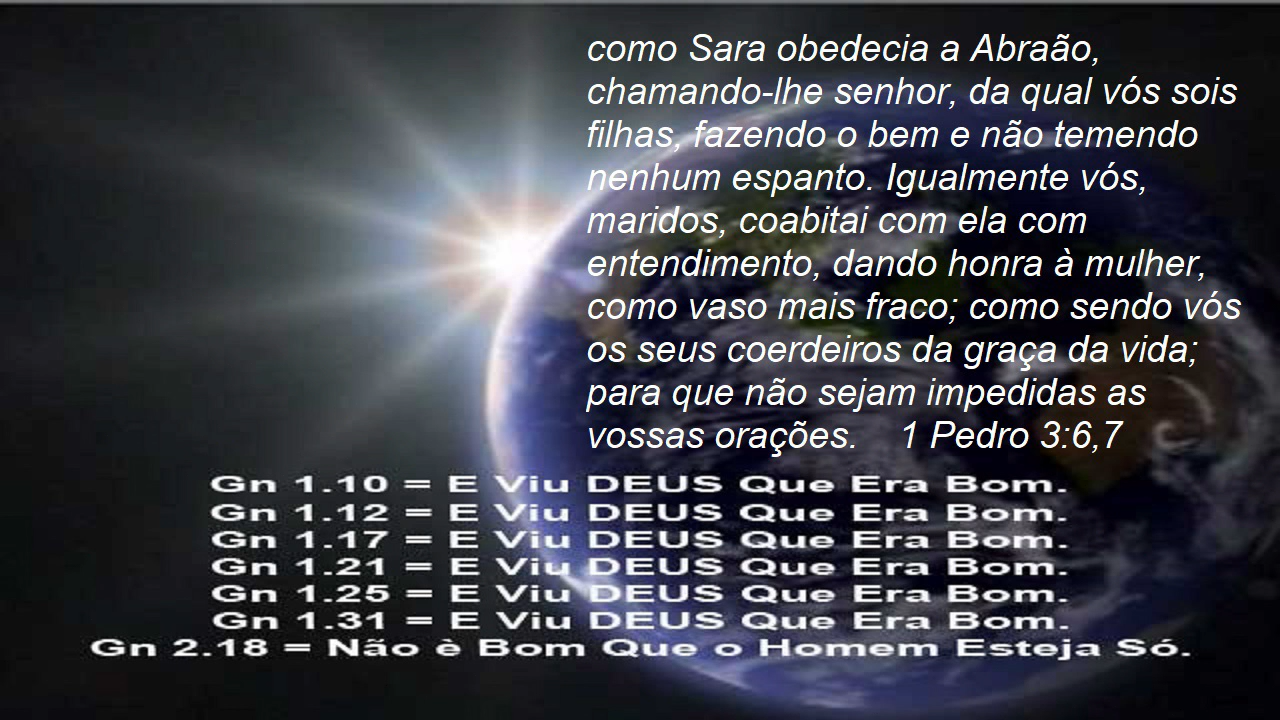 como Sara obedecia a Abraão,
chamando-lhe senhor, da qual vós sois
filhas, fazendo o bem e não temendo
nenhum espanto. Igualmente vós,
maridos, coabitai com ela com
entendimento, dando honra à mulher,
como vaso mais fraco; como sendo vós
os seus coerdeiros da graça da vida;
para que não sejam impedidas as
vossas orações. 1 Pedro 3:6,7
Gn 1.10 = E Viu DEUS Que Era Bom.
Gn 1.12 = E Viu DEUS Que Era Bom.
Gn 1.17 = E Viu DEUS Que Era Bom.
Gn 1.21 = E Viu DEUS Que Era Bom.
Gn 1.25 = E Viu DEUS Que Era Bom.
Gn 1.31 = E Viu DEUS Que Era Bom.
Gn 2.18 = Não è Bom Que o Homem Esteja Só.